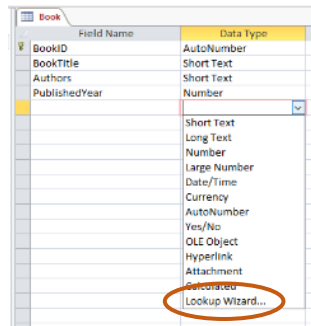 Book
Field Name Data Type
BookID AutoNumber
BookTitle Short Text
Authors Short Text
PublishedYear Number
Short Text
Long Text
Number
Large Number
Date/Time
Currency
AutoNumber
Yes/No
OLE Object
Hyperlink
Attachment
Calculated
Lookup Wizard...